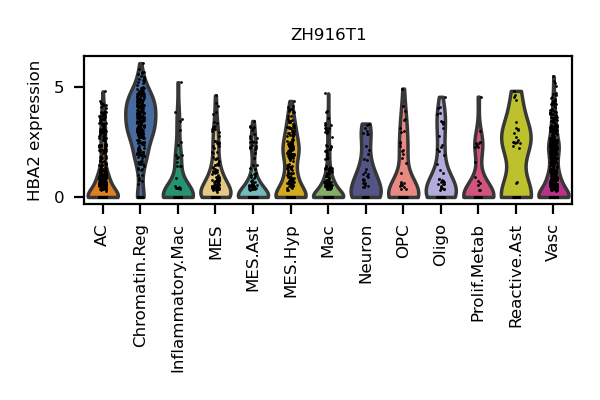 ZH916T1
HBA2 expression
5
0
AC
Chromatin.Reg
Inflammatory.Mac
MES
MES.Ast
MES.Hyp
Mac
Neuron
OPC
Oligo
Prolif.Metab
Reactive.Ast
Vasc